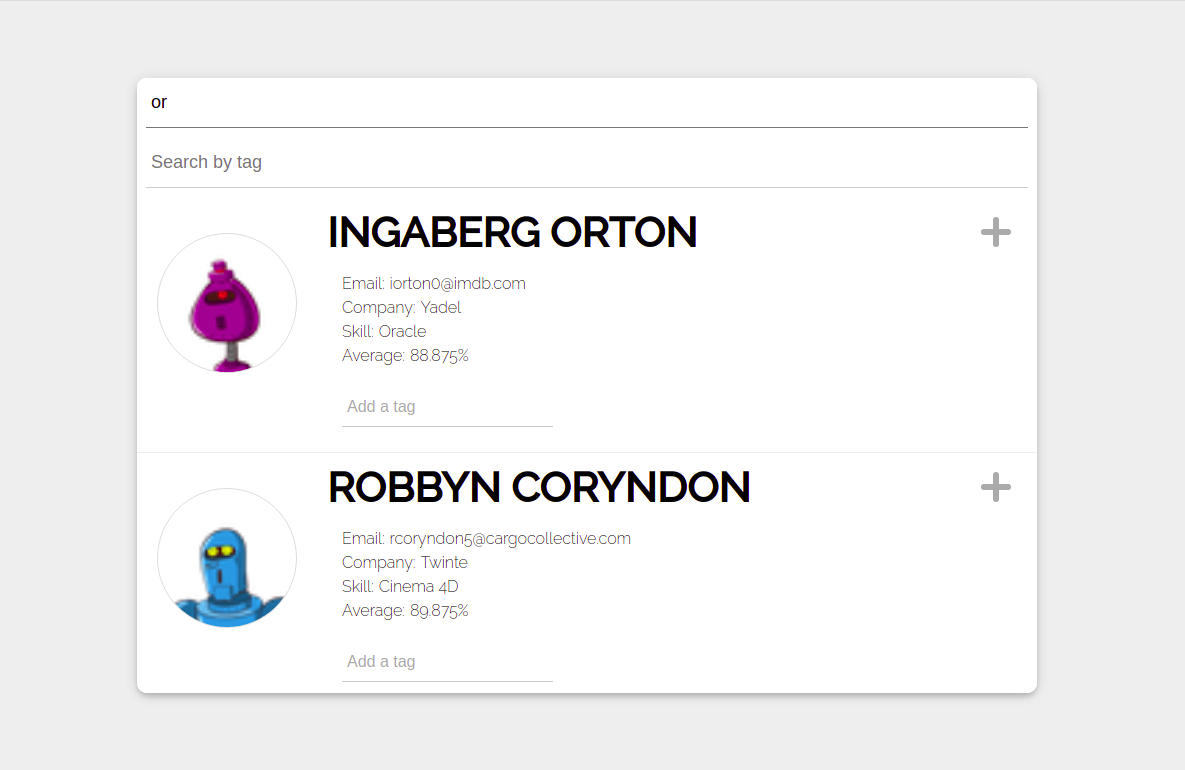 or
Search by tag
INGABERG ORTON
Email: iorton0@imdb.com
Company: Yadel
Skill: Oracle
Average: 88.875%
Add a tag
ROBBYN CORYNDON
Email: rcoryndon5@cargocollective.com
Company: Twinte
Skill: Cinema 4D
Average: 89.875%
Add a tag